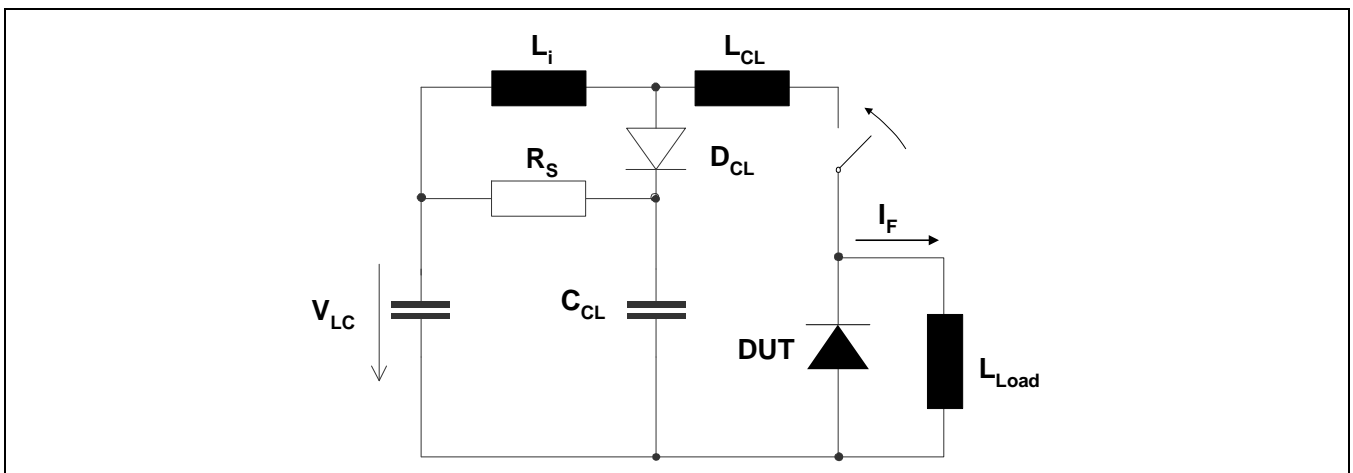 L_i
L_CL
R_S
D_CL
I_F
V_LC
C_CL
DUT
L_Load